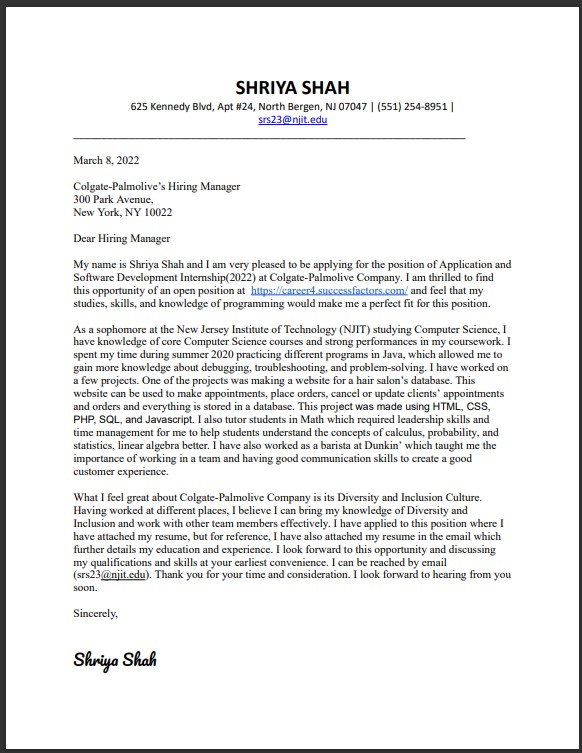 SHRIYA SHAH
625 Kennedy Blvd, Apt #24, North Bergen, NJ 07047 | (551) 254-8951 |
srs23@njit.edu
March 8, 2022
Colgate-Palmolive's Hiring Manager
300 Park Avenue,
New York, NY 10022
Dear Hiring Manager
My name is Shriya Shah and I am very pleased to be applying for the position of Application and
Software Development Internship(2022) at Colgate-Palmolive Company. I am thrilled to find
this opportunity of an open position at https://career4.successfactors.com/ and feel that my
studies, skills, and knowledge of programming would make me a perfect fit for this position.
As a sophomore at the New Jersey Institute of Technology (NJIT) studying Computer Science, I
have knowledge of core Computer Science courses and strong performances in my coursework. I
spent my time during summer 2020 practicing different programs in Java, which allowed me to
gain more knowledge about debugging, troubleshooting, and problem-solving. I have worked on
a few projects. One of the projects was making a website for a hair salon's database. This
website can be used to make appointments, place orders, cancel or update clients' appointments
and orders and everything is stored in a database. This project was made using HTML, CSS,
PHP, SQL, and Javascript. I also tutor students in Math which required leadership skills and
time management for me to help students understand the concepts of calculus, probability, and
statistics, linear algebra better. I have also worked as a barista at Dunkin' which taught me the
importance of working in a team and having good communication skills to create a good
customer experience.
What I feel great about Colgate-Palmolive Company is its Diversity and Inclusion Culture.
Having worked at different places, I believe I can bring my knowledge of Diversity and
Inclusion and work with other team members effectively. I have applied to this position where I
have attached my resume, but for reference, I have also attached my resume in the email which
further details my education and experience. I look forward to this opportunity and discussing
my qualifications and skills at your earliest convenience. I can be reached by email
(srs23@njit.edu). Thank you for your time and consideration. I look forward to hearing from you
soon.
Sincerely,
Shriya Shah